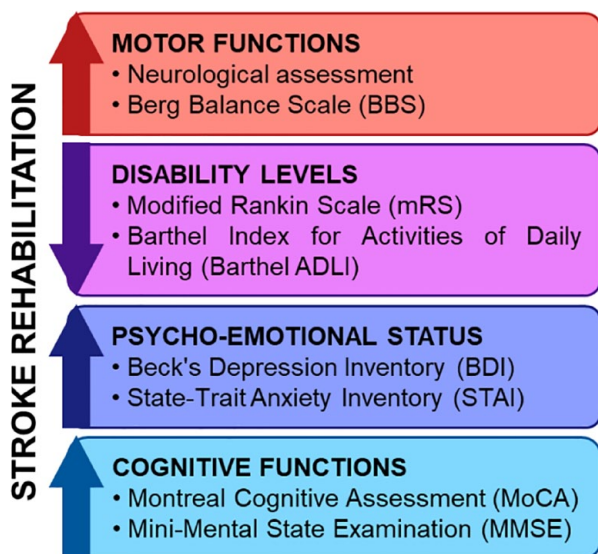 STROKE REHABILITATION
MOTOR FUNCTIONS
• Neurological assessment
• Berg Balance Scale (BBS)
DISABILITY LEVELS
• Modified Rankin Scale (mRS)
• Barthel Index for Activities of Daily
Living (Barthel ADLI)
PSYCHO-EMOTIONAL STATUS
• Beck's Depression Inventory (BDI)
• State-Trait Anxiety Inventory (STAI)
COGNITIVE FUNCTIONS
• Montreal Cognitive Assessment (MoCA)
• Mini-Mental State Examination (MMSE)